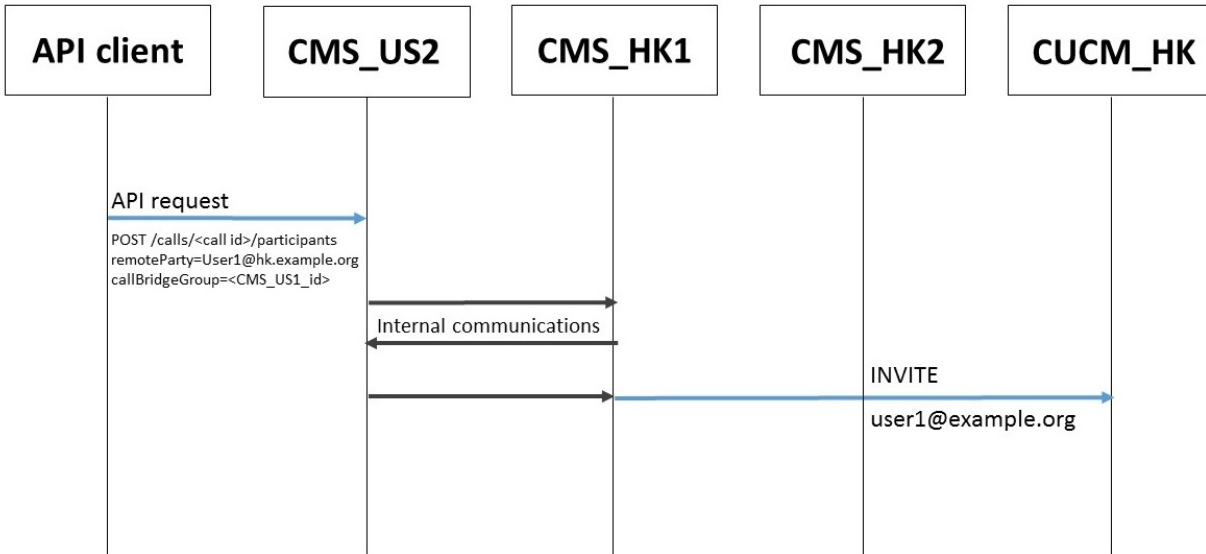 API client
CMS_US2
CMS_HK1
CMS_HK2
CUCM_HK
API request
POST /calls/<call id>/participants
remoteParty=User1@hk.example.org
callBridgeGroup=<CMS_US1_id>
Internal communications
INVITE
user1@example.org